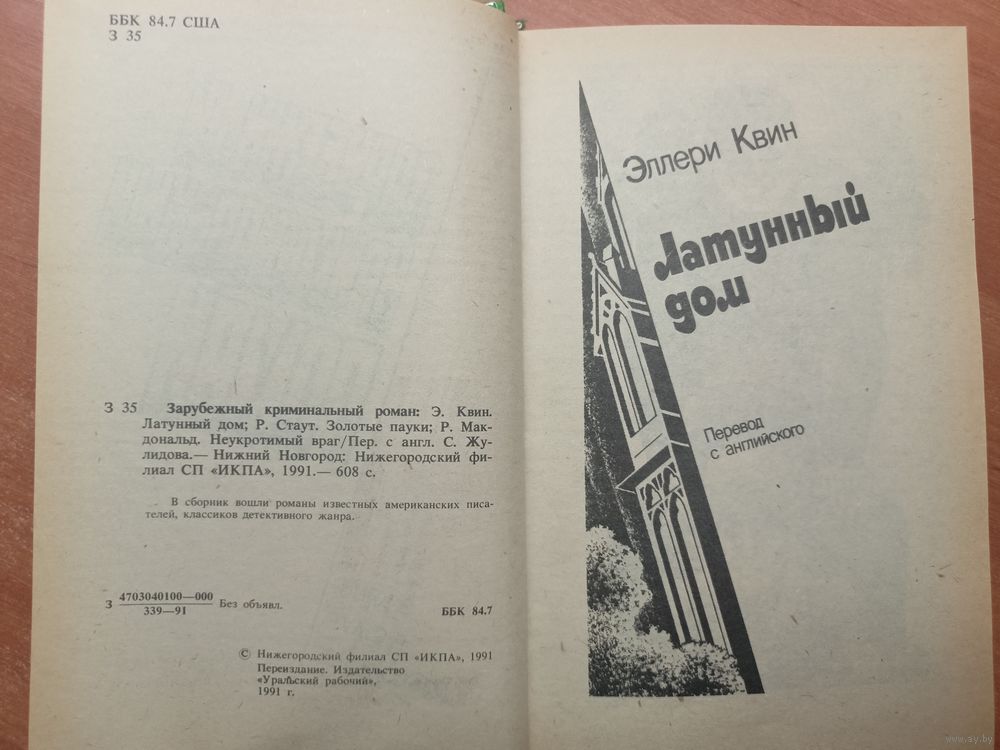 ББК 84.7 США
З 35
З 35 Зарубежный криминальный роман: Э. Квин.
Латунный дом; Р. Стаут. Золотые пауки; Р. Мак-
дональд. Неукротимый враг/Пер. с англ. С. Жу-
лидова.— Нижний Новгород: Нижегородский фи-
лиал СП «ИКПА», 1991.— 608 с.
В сборник вошли романы известных американских писа-
телей, классиков детективного жанра.
З 4703040100—000
339—91
Без объявл.
ББК 84.7
© Нижегородский филиал СП «ИКПА», 1991
Переиздание. Издательство
«Уральский рабочий»,
1991 г.
Эллери Квин
Латунный
дом
Перевод
с английского
www.ay.by